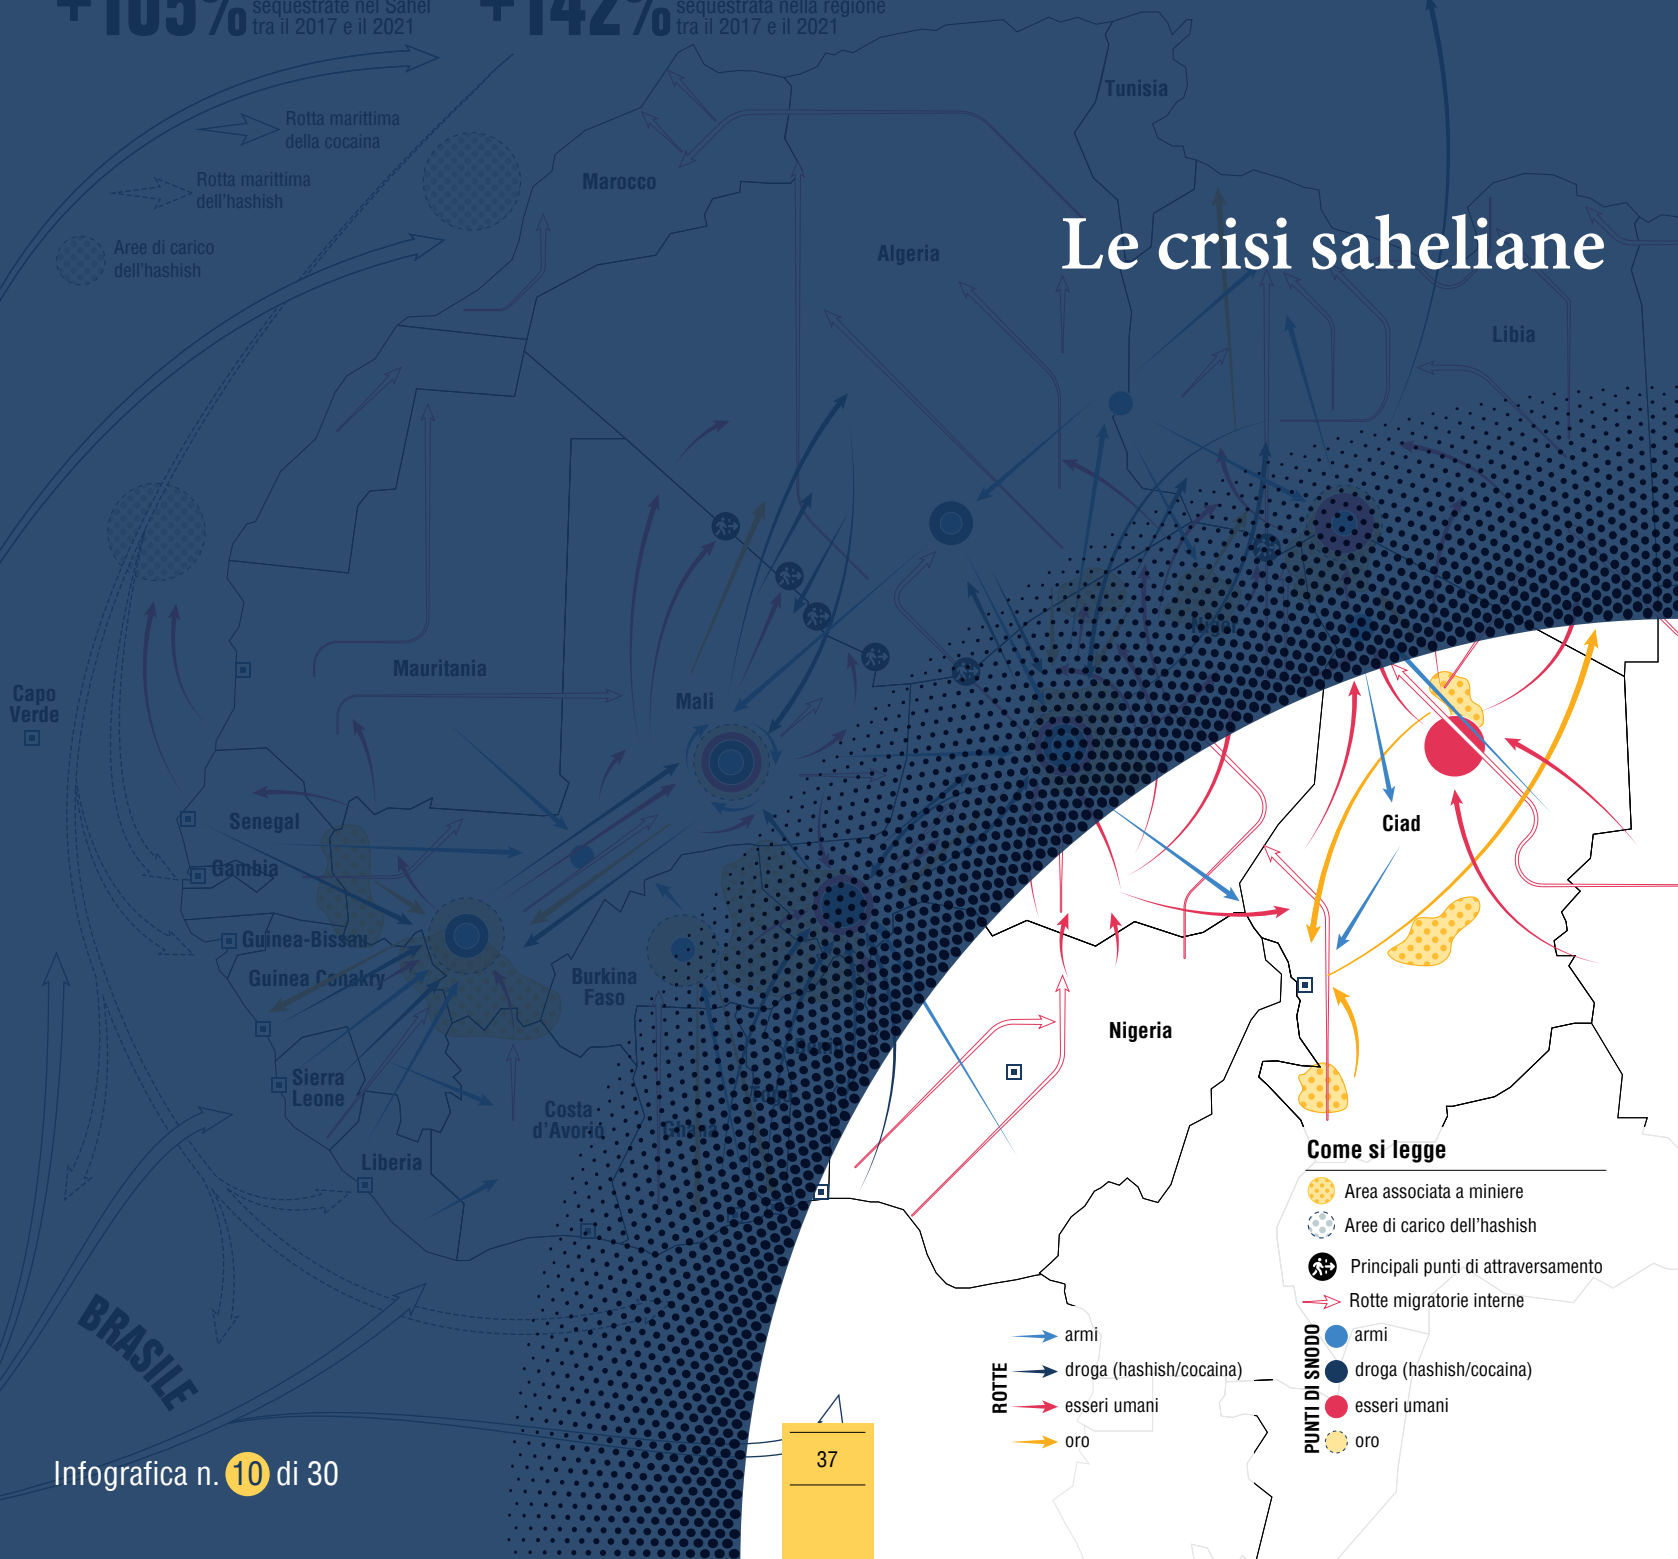 +105%
sequestrate nel Sahel
tra il 2017 e il 2021
+142%
sequestrata nella regione
tra il 2017 e il 2021
Rotta marittima
della cocaina
Rotta marittima
dell'hashish
Aree di carico
dell'hashish
Tunisia
Marocco
Algeria
Le crisi saheliane
Libia
Niger
Mauritania
Mali
Capo
Verde
Senegal
Gambia
Guinea-Bissau
Guinea Conakry
Burkina
Faso
Sierra
Leone
Costa
d'Avorio
Ghana
Togo
Liberia
Ciad
Nigeria
BRASILE
Come si legge
Area associata a miniere
Aree di carico dell'hashish
Principali punti di attraversamento
Rotte migratorie interne
ROTTE
armi
droga (hashish/cocaina)
esseri umani
oro
PUNTI DI SNODO
armi
droga (hashish/cocaina)
esseri umani
oro
37
Infografica n. 10 di 30